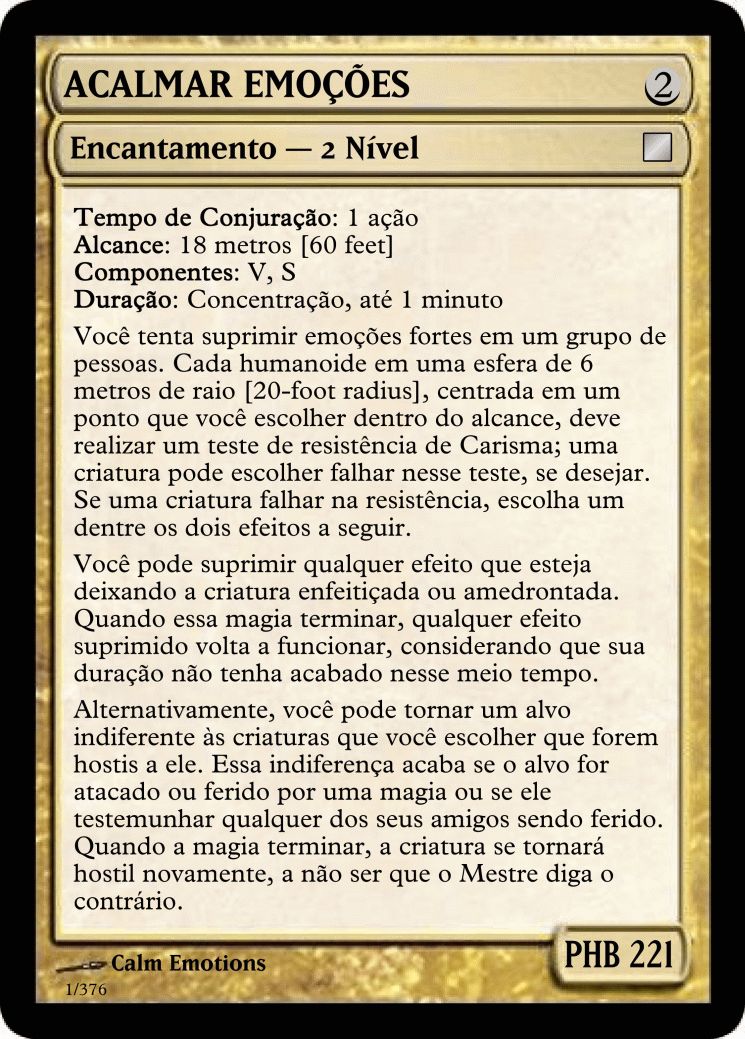 ACALMAR EMOÇÕES
2
Encantamento — 2 Nível
Tempo de Conjuração: 1 ação
Alcance: 18 metros [60 feet]
Componentes: V, S
Duração: Concentração, até 1 minuto
Você tenta suprimir emoções fortes em um grupo de
pessoas. Cada humanoide em uma esfera de 6
metros de raio [20-foot radius], centrada em um
ponto que você escolher dentro do alcance, deve
realizar um teste de resistência de Carisma; uma
criatura pode escolher falhar nesse teste, se desejar.
Se uma criatura falhar na resistência, escolha um
dentre os dois efeitos a seguir.
Você pode suprimir qualquer efeito que esteja
deixando a criatura enfeitiçada ou amedrontada.
Quando essa magia terminar, qualquer efeito
suprimido volta a funcionar, considerando que sua
duração não tenha acabado nesse meio tempo.
Alternativamente, você pode tornar um alvo
indiferente às criaturas que você escolher que forem
hostis a ele. Essa indiferença acaba se o alvo for
atacado ou ferido por uma magia ou se ele
testemunhar qualquer dos seus amigos sendo ferido.
Quando a magia terminar, a criatura se tornará
hostil novamente, a não ser que o Mestre diga o
contrário.
Calm Emotions
PHB 221
1/376